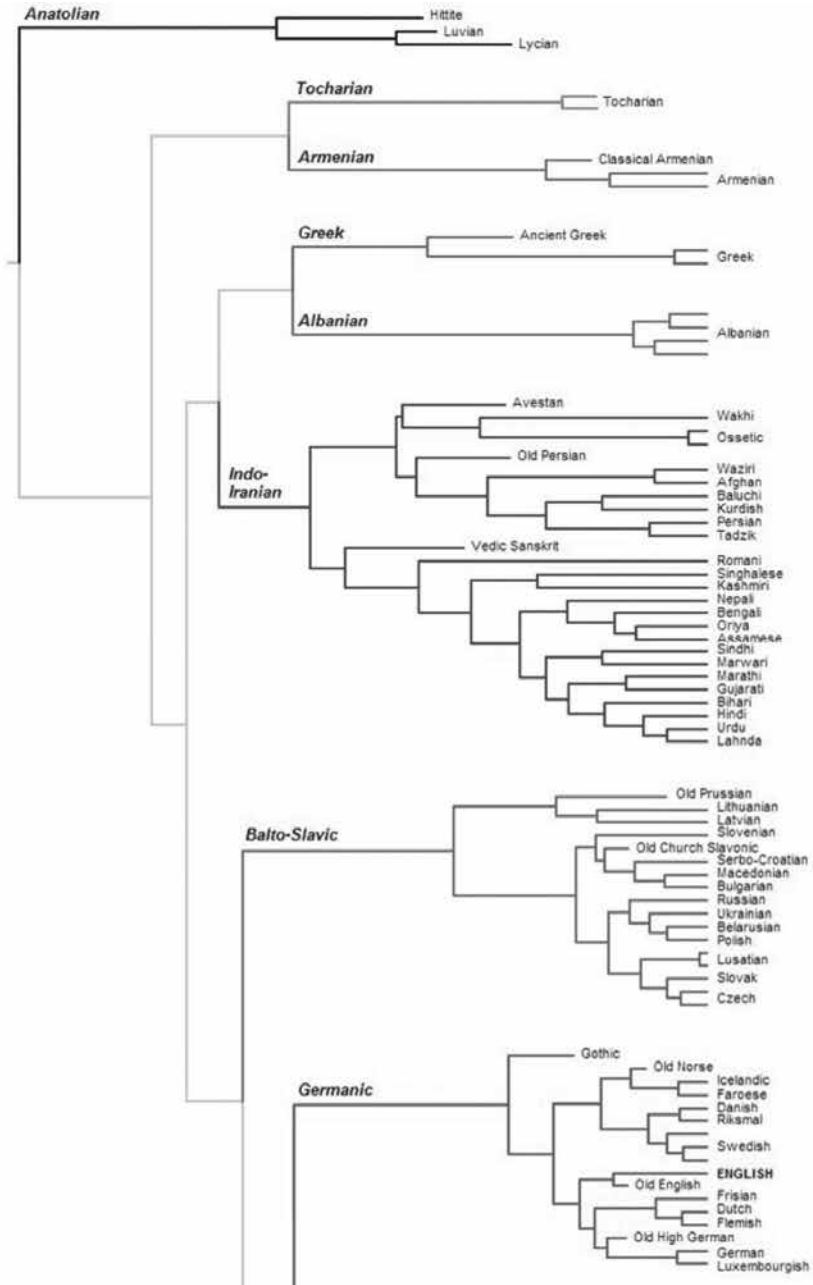 Anatolian
Hittite
Luvian
Lycian
Tocharian
Tocharian
Armenian
Classical Armenian
Armenian
Greek
Ancient Greek
Greek
Albanian
Albanian
Avestan
Wakhi
Ossetic
Old Persian
Indo-
Iranian
Waziri
Afghan
Baluchi
Kurdish
Persian
Tadzik
Vedic Sanskrit
Romani
Singhalese
Kashmiri
Nepali
Bengali
Oriya
Assamese
Sindhi
Marwari
Marathi
Gujarati
Bihari
Hindi
Urdu
Lahnda
Balto-Slavic
Old Prussian
Lithuanian
Latvian
Slovenian
Old Church Slavonic
Serbo-Croatian
Macedonian
Bulgarian
Russian
Ukrainian
Belarusian
Polish
Lusatian
Slovak
Czech
Germanic
Gothic
Old Norse
Icelandic
Faroese
Danish
Riksmal
Swedish
ENGLISH
Old English
Frisian
Dutch
Flemish
Old High German
German
Luxembourgish